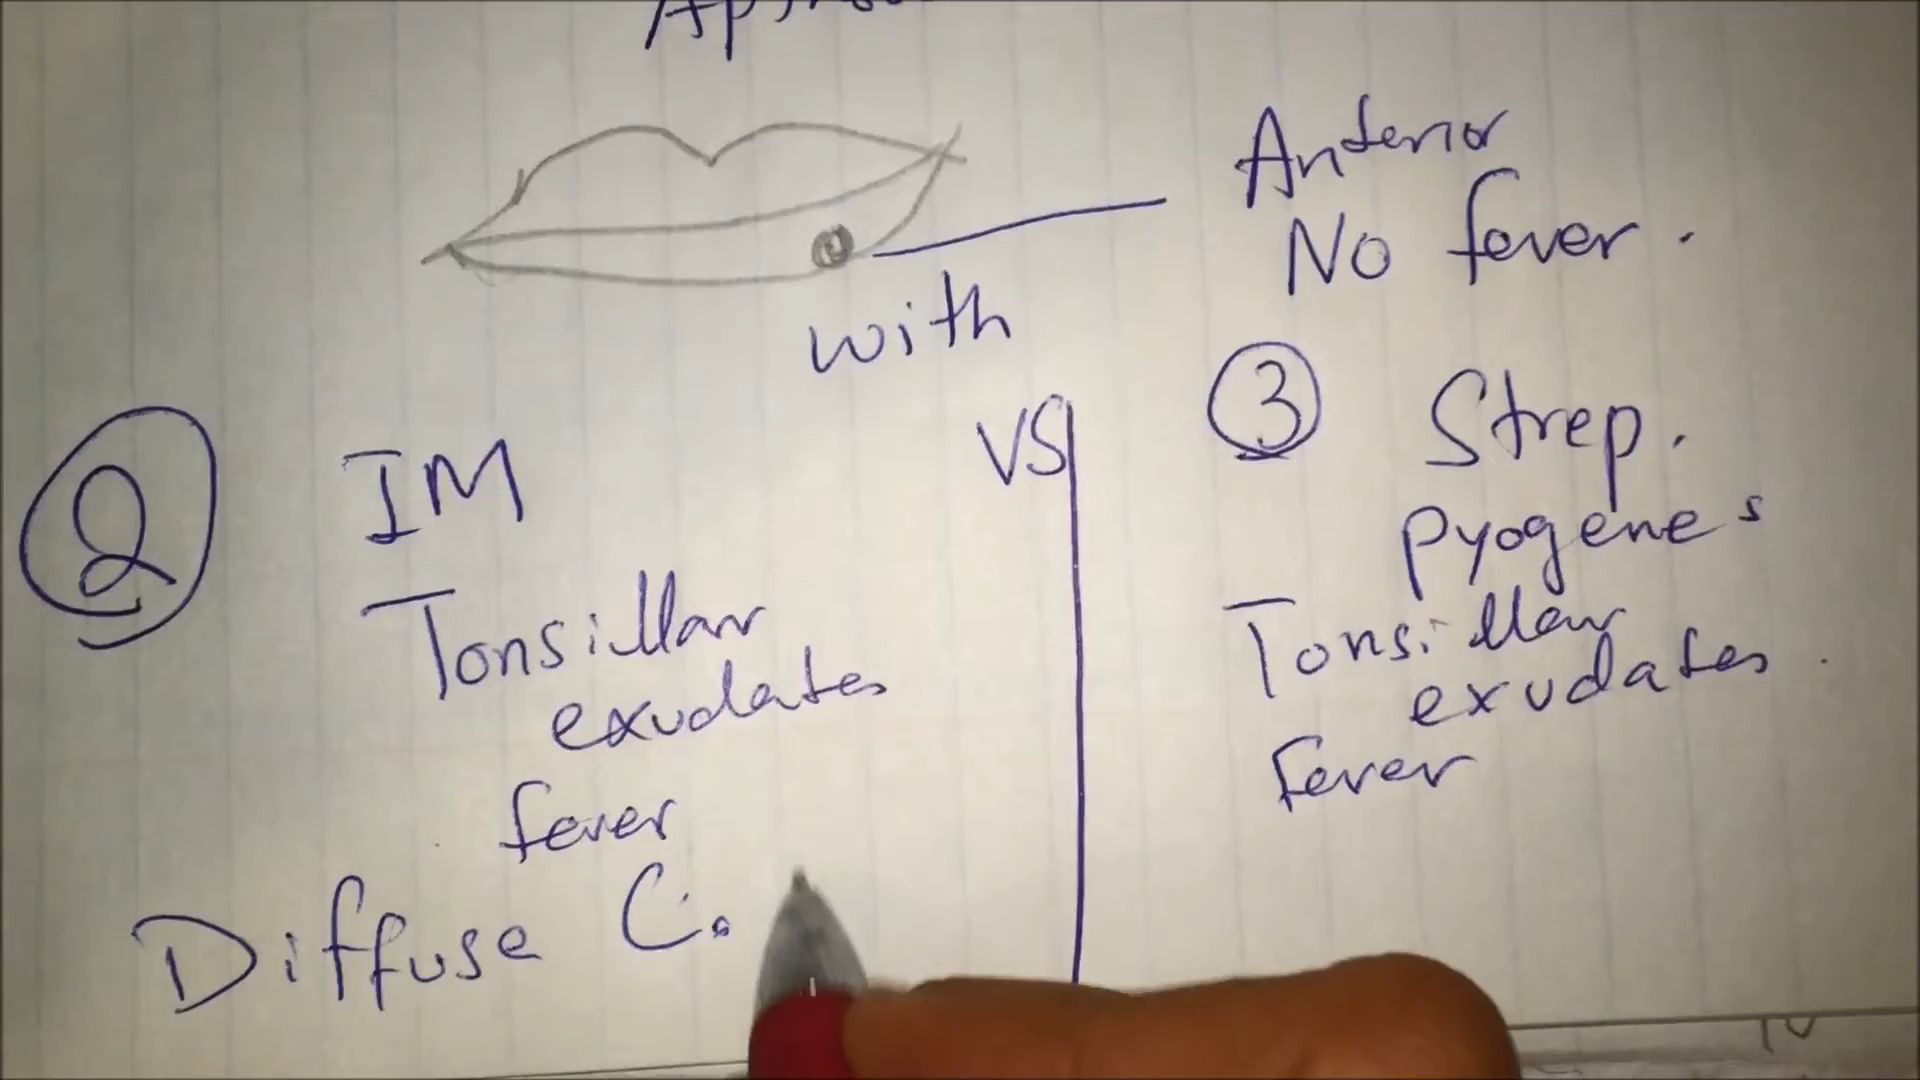 Anterior
No fever.
with
2
IM
Tonsillar
exudates
fever
Diffuse C.
VS
3
Strep.
pyogenes
Tonsillar
exudates.
fever